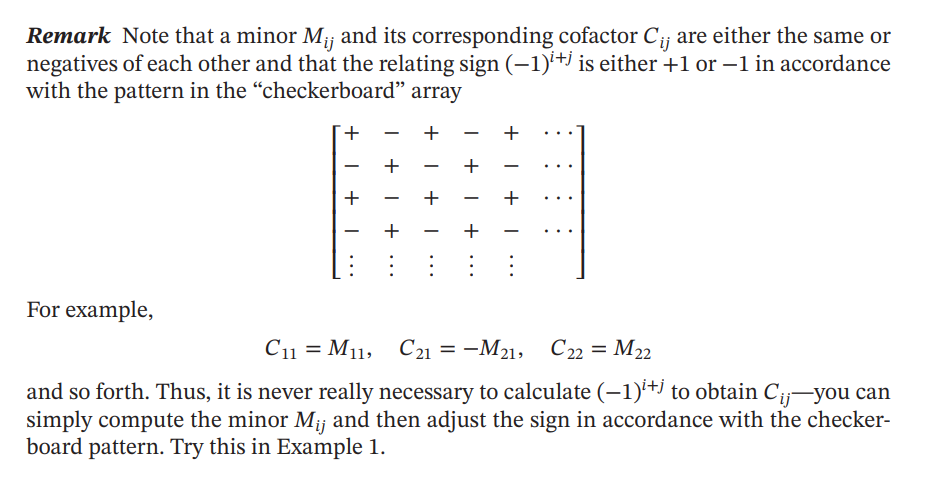 Remark Note that a minor Mij and its corresponding cofactor Cij are either the same or
negatives of each other and that the relating sign (−1)^i+j is either +1 or −1 in accordance
with the pattern in the “checkerboard” array
+ − + − + ⋯
− + − + − ⋯
+ − + − + ⋯
− + − + − ⋯
⋮ ⋮ ⋮ ⋮ ⋮
For example,
C11 = M11, C21 = −M21, C22 = M22
and so forth. Thus, it is never really necessary to calculate (−1)^i+j to obtain Cij—you can
simply compute the minor Mij and then adjust the sign in accordance with the checker-
board pattern. Try this in Example 1.